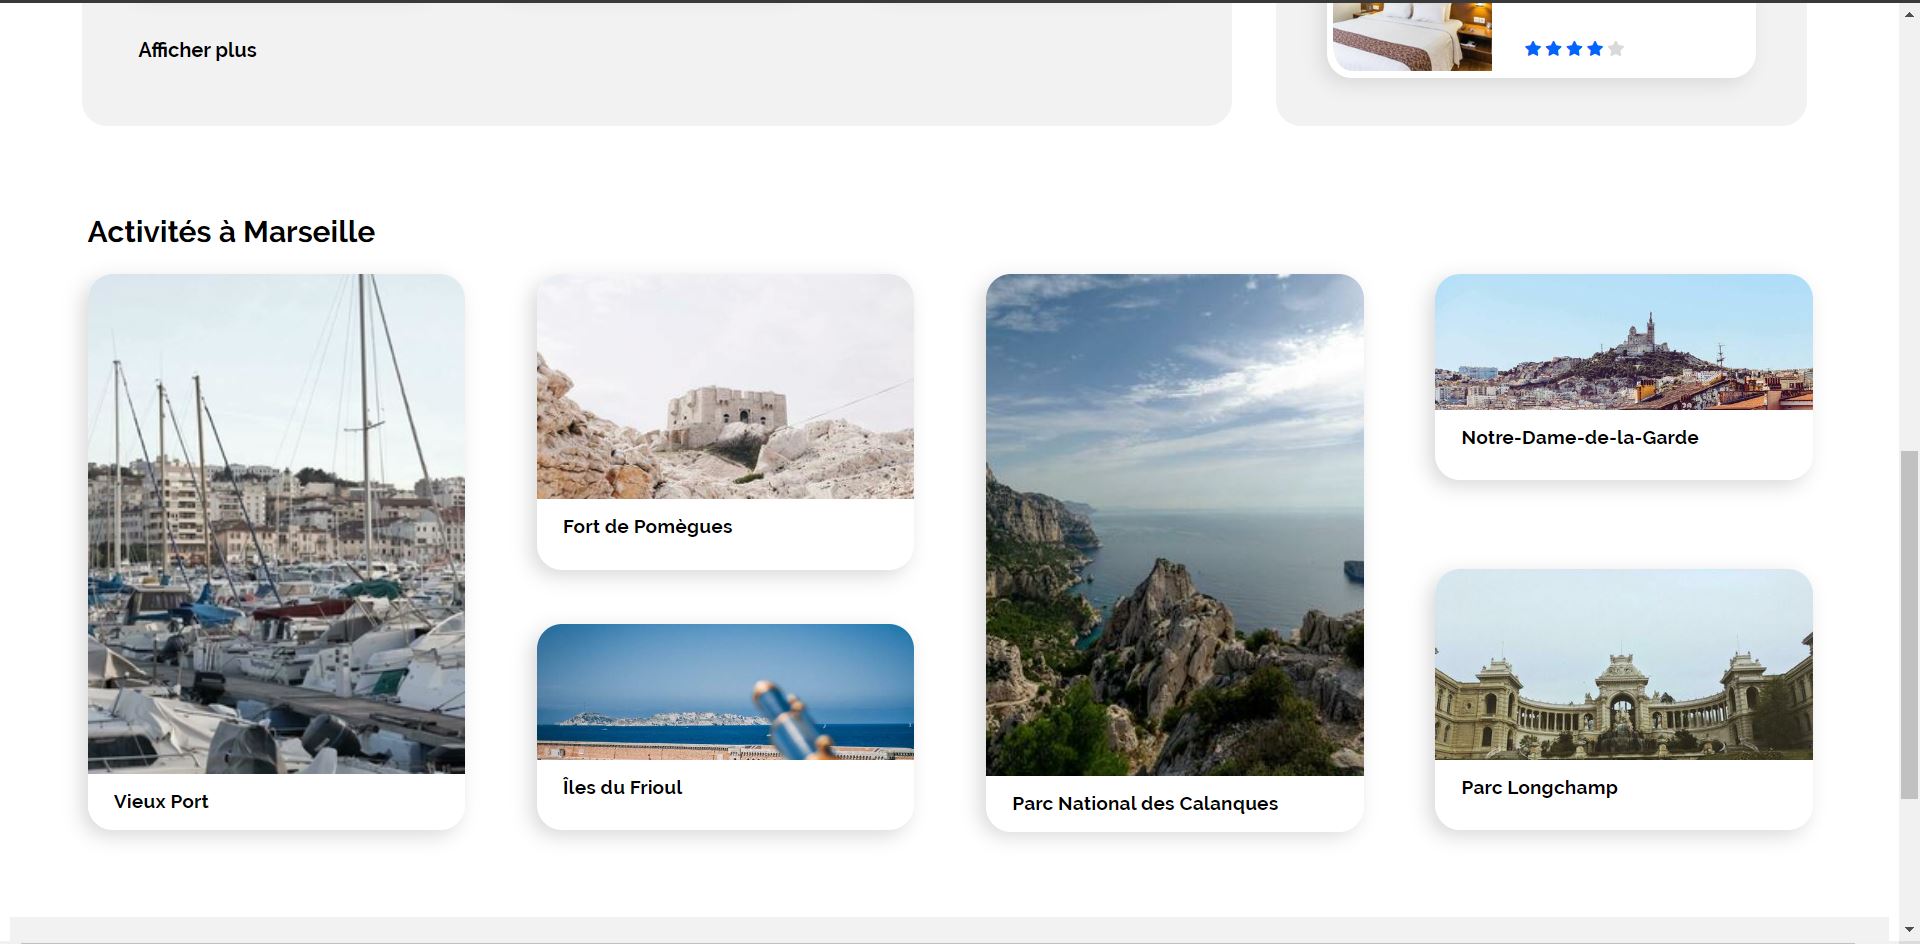 Afficher plus
Activités à Marseille
Vieux Port
Fort de Pomègues
Îles du Frioul
Parc National des Calanques
Notre-Dame-de-la-Garde
Parc Longchamp